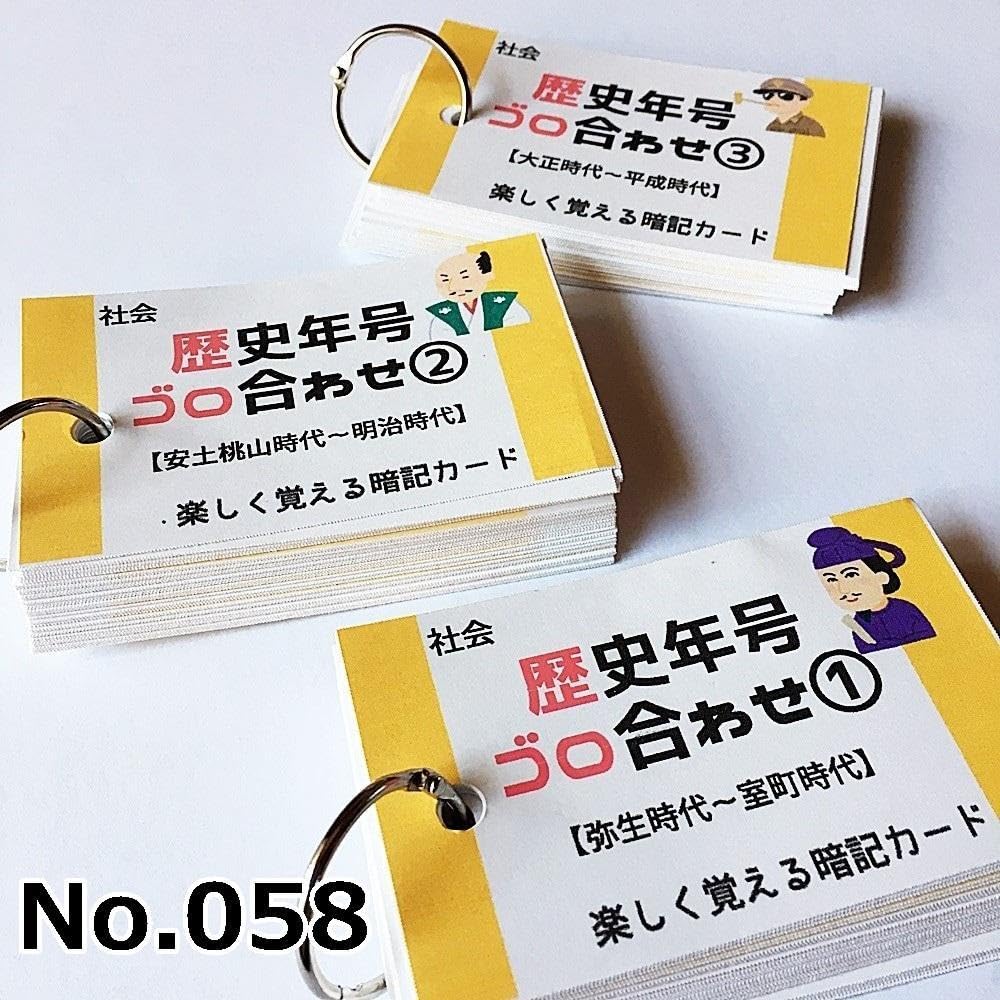 社会
歴史年号
ゴロ合わせ③
【大正時代～平成時代】
楽しく覚える暗記カード
社会
歴史年号
ゴロ合わせ②
【安土桃山時代～明治時代】
楽しく覚える暗記カード
社会
歴史年号
ゴロ合わせ①
【弥生時代～室町時代】
楽しく覚える暗記カード
No.058